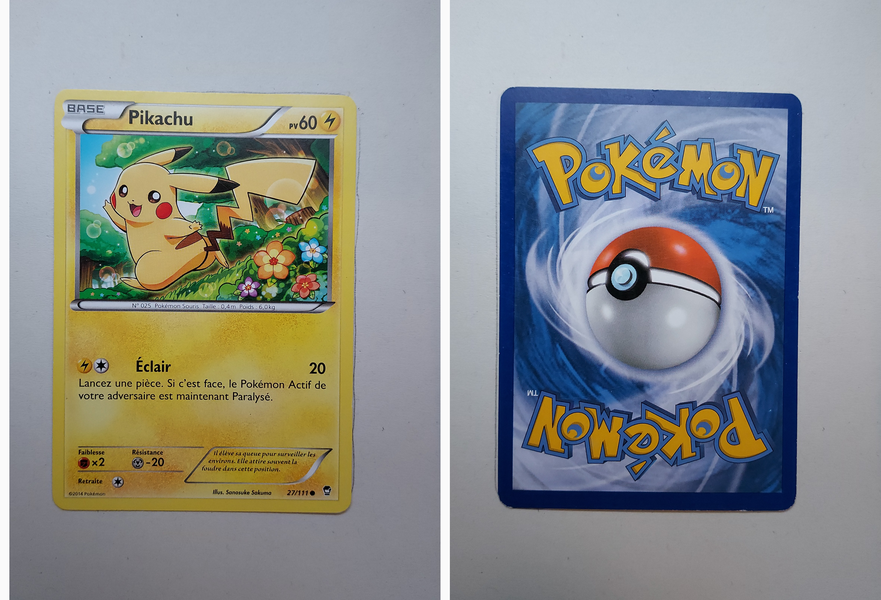 BASE
Pikachu
PV60
N° 025 Pokémon Souris. Taille : 0,4m. Poids : 6,0kg.
Éclair 20
Lancez une pièce. Si c'est face, le Pokémon Actif de
votre adversaire est maintenant Paralysé.
Faiblesse
×2
Résistance
-20
Retraite
Il élève sa queue pour surveiller les
environs. Elle attire souvent la
foudre dans cette position.
©2014 Pokémon
Illus. Sanosuke Sakuma
27/111
POKéMON
TM
POKéMON
TM